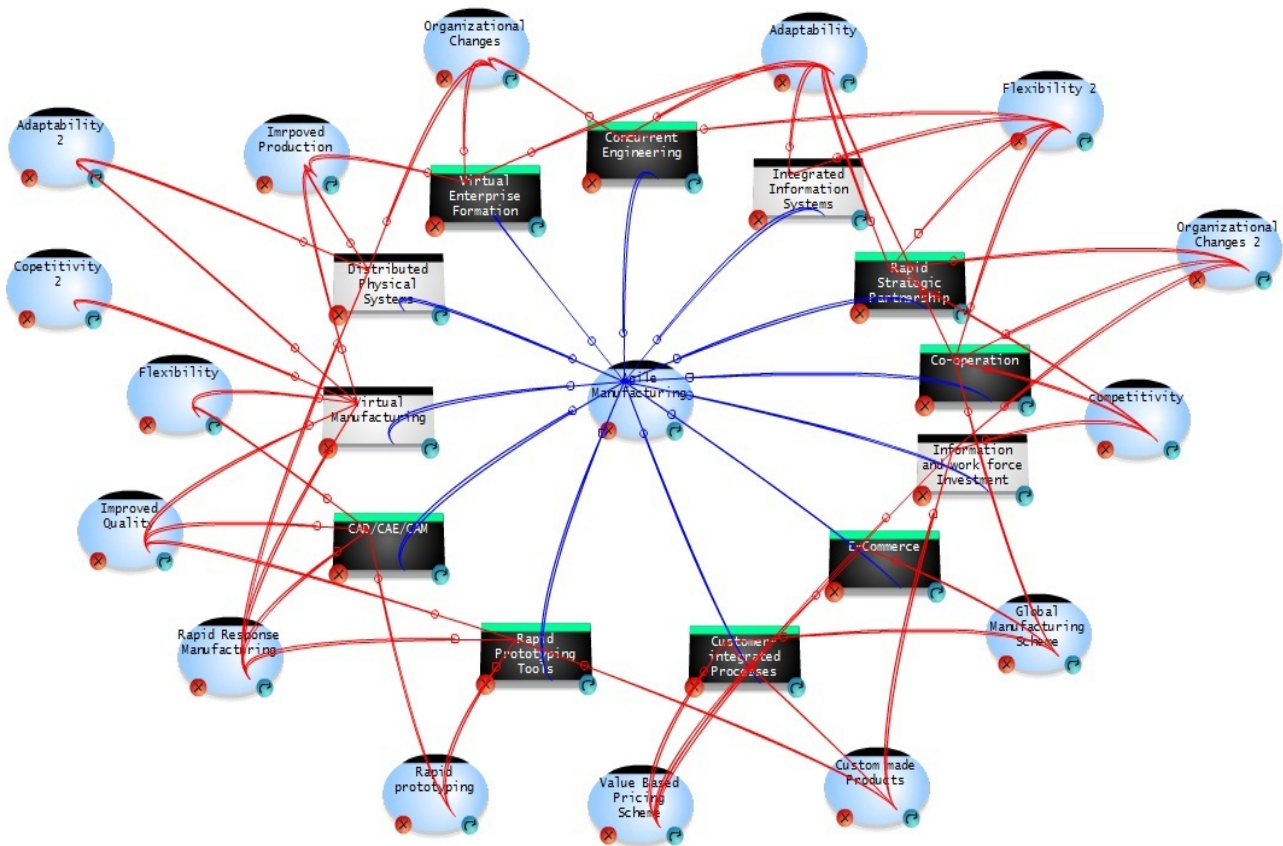 Organizational
Changes
Adaptability
Flexibility 2
Adaptability
2
Imrpoved
Production
Concurrent
Engineering
Virtual
Enterprise
Formation
Integrated
Information
Systems
Organizational
Changes 2
Copetitivity
2
Distributed
Physical
Systems
Rapid
Strategic
Partnership
Flexibility
Virtual
Manufacturing
Agile
Manufacturing
Co-operation
competitivity
Information
and work force
Investment
Improved
Quality
CAD/CAE/CAM
E-Commerce
Rapid Response
Manufacturing
Rapid
Prototyping
Tools
Customer-
integrated
Processes
Global
Manufacturing
Scheme
Rapid
prototyping
Value Based
Pricing
Scheme
Custom made
Products